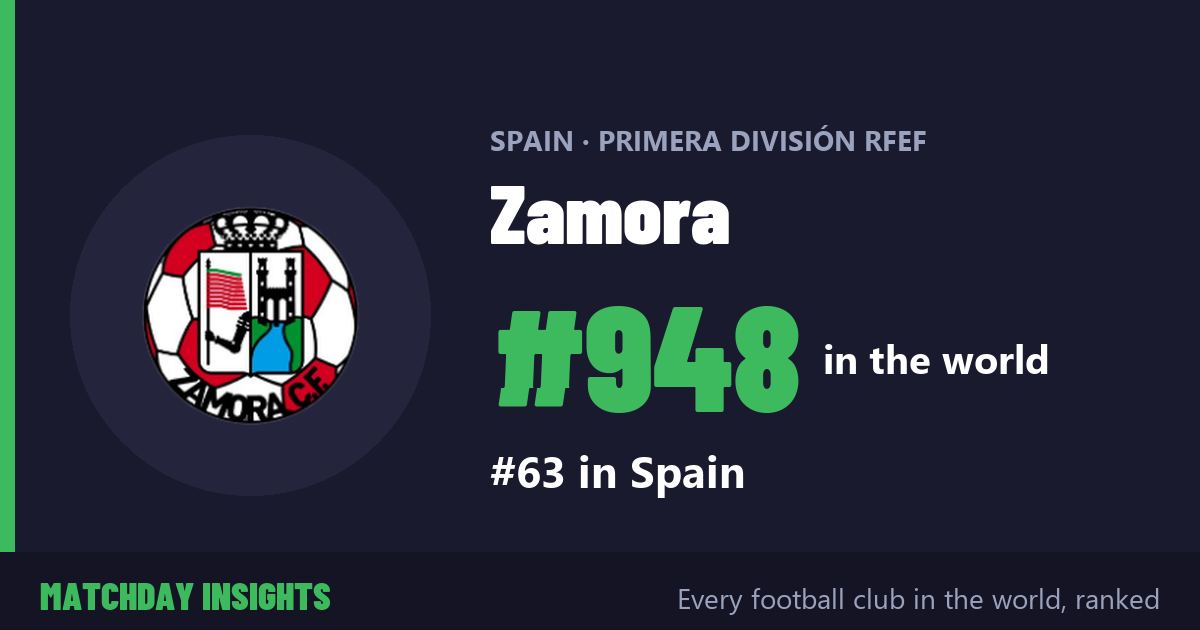 SPAIN · PRIMERA DIVISIÓN RFEF
Zamora
ZAMORA C.F.
#948 in the world
#63 in Spain
MATCHDAY INSIGHTS
Every football club in the world, ranked